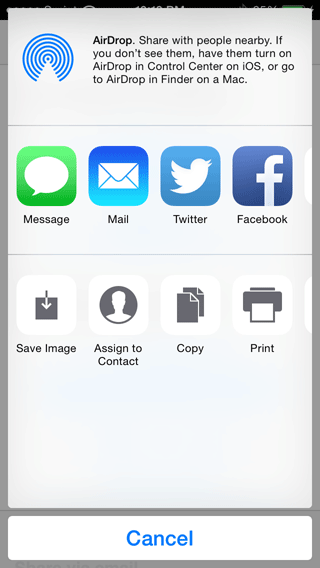 AirDrop. Share with people nearby. If
you don't see them, have them turn on
AirDrop in Control Center on iOS, or go
to AirDrop in Finder on a Mac.
Message Mail Twitter Facebook
Save Image Assign to Contact Copy Print
Cancel